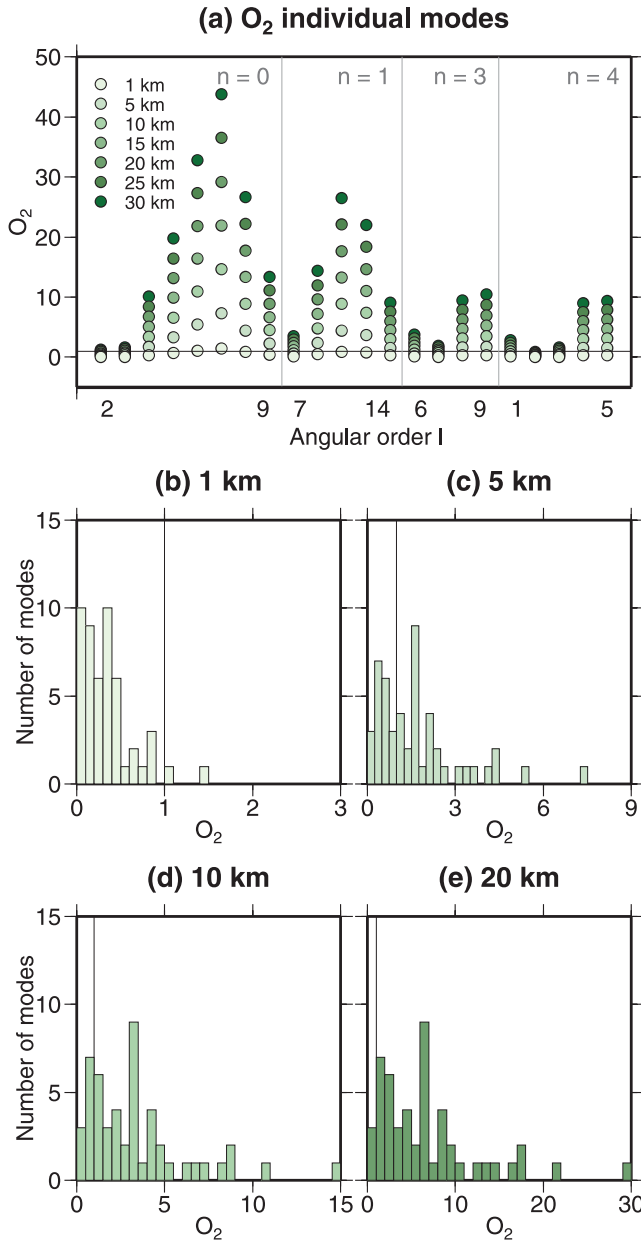 (a) O₂ individual modes
50
40
30
20
10
0
O₂
n = 0
n = 1
n = 3
n = 4
1 km
5 km
10 km
15 km
20 km
25 km
30 km
2 9 7 14 6 9 1 5
Angular order l
(b) 1 km
15
10
5
0
Number of modes
0 1 2 3
O₂
(c) 5 km
0 3 6 9
O₂
(d) 10 km
15
10
5
0
Number of modes
0 5 10 15
O₂
(e) 20 km
0 10 20 30
O₂